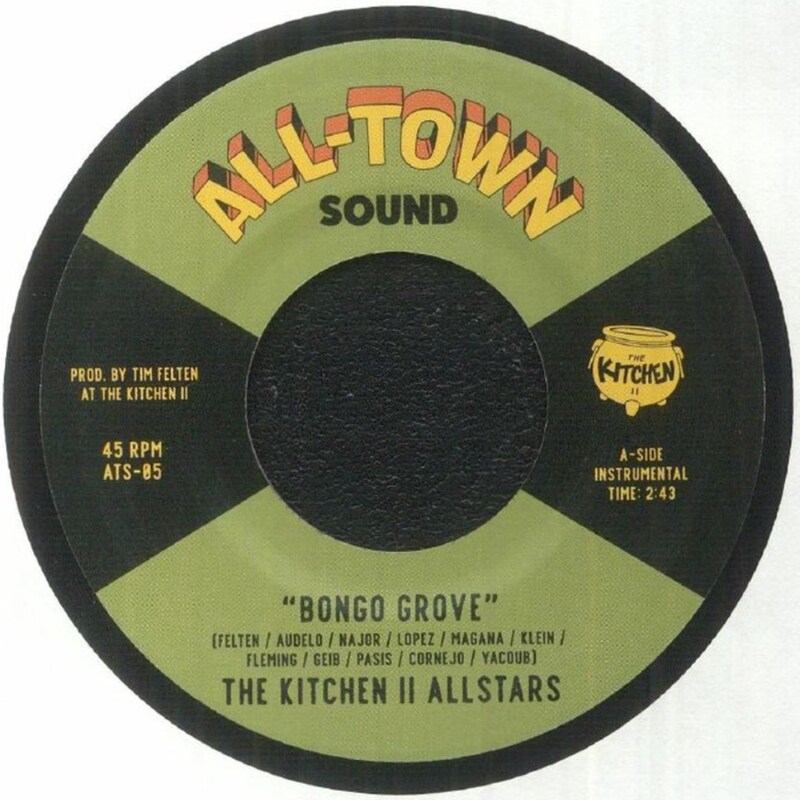 ALL-TOWN
SOUND
PROD. BY TIM FELTEN
AT THE KITCHEN II
45 RPM
ATS-05
THE
KITCHEN
II
A-SIDE
INSTRUMENTAL
TIME: 2:43
"BONGO GROVE"
(FELTEN / AUDELO / NAJOR / LOPEZ / MAGANA / KLEIN /
FLEMING / GEIB / PASIS / CORNEJO / YACOUB)
THE KITCHEN II ALLSTARS